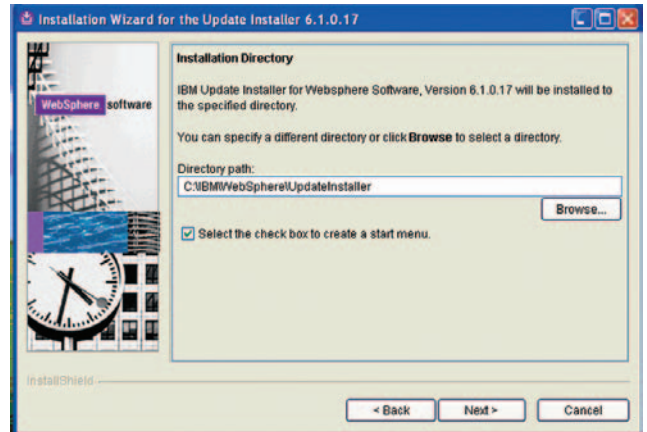 Installation Wizard for the Update Installer 6.1.0.17
WebSphere software
Installation Directory
IBM Update Installer for Websphere Software, Version 6.1.0.17 will be installed to
the specified directory.
You can specify a different directory or click Browse to select a directory.
Directory path:
C:\IBM\WebSphere\UpdateInstaller
Browse...
Select the check box to create a start menu.
InstallShield
< Back
Next >
Cancel